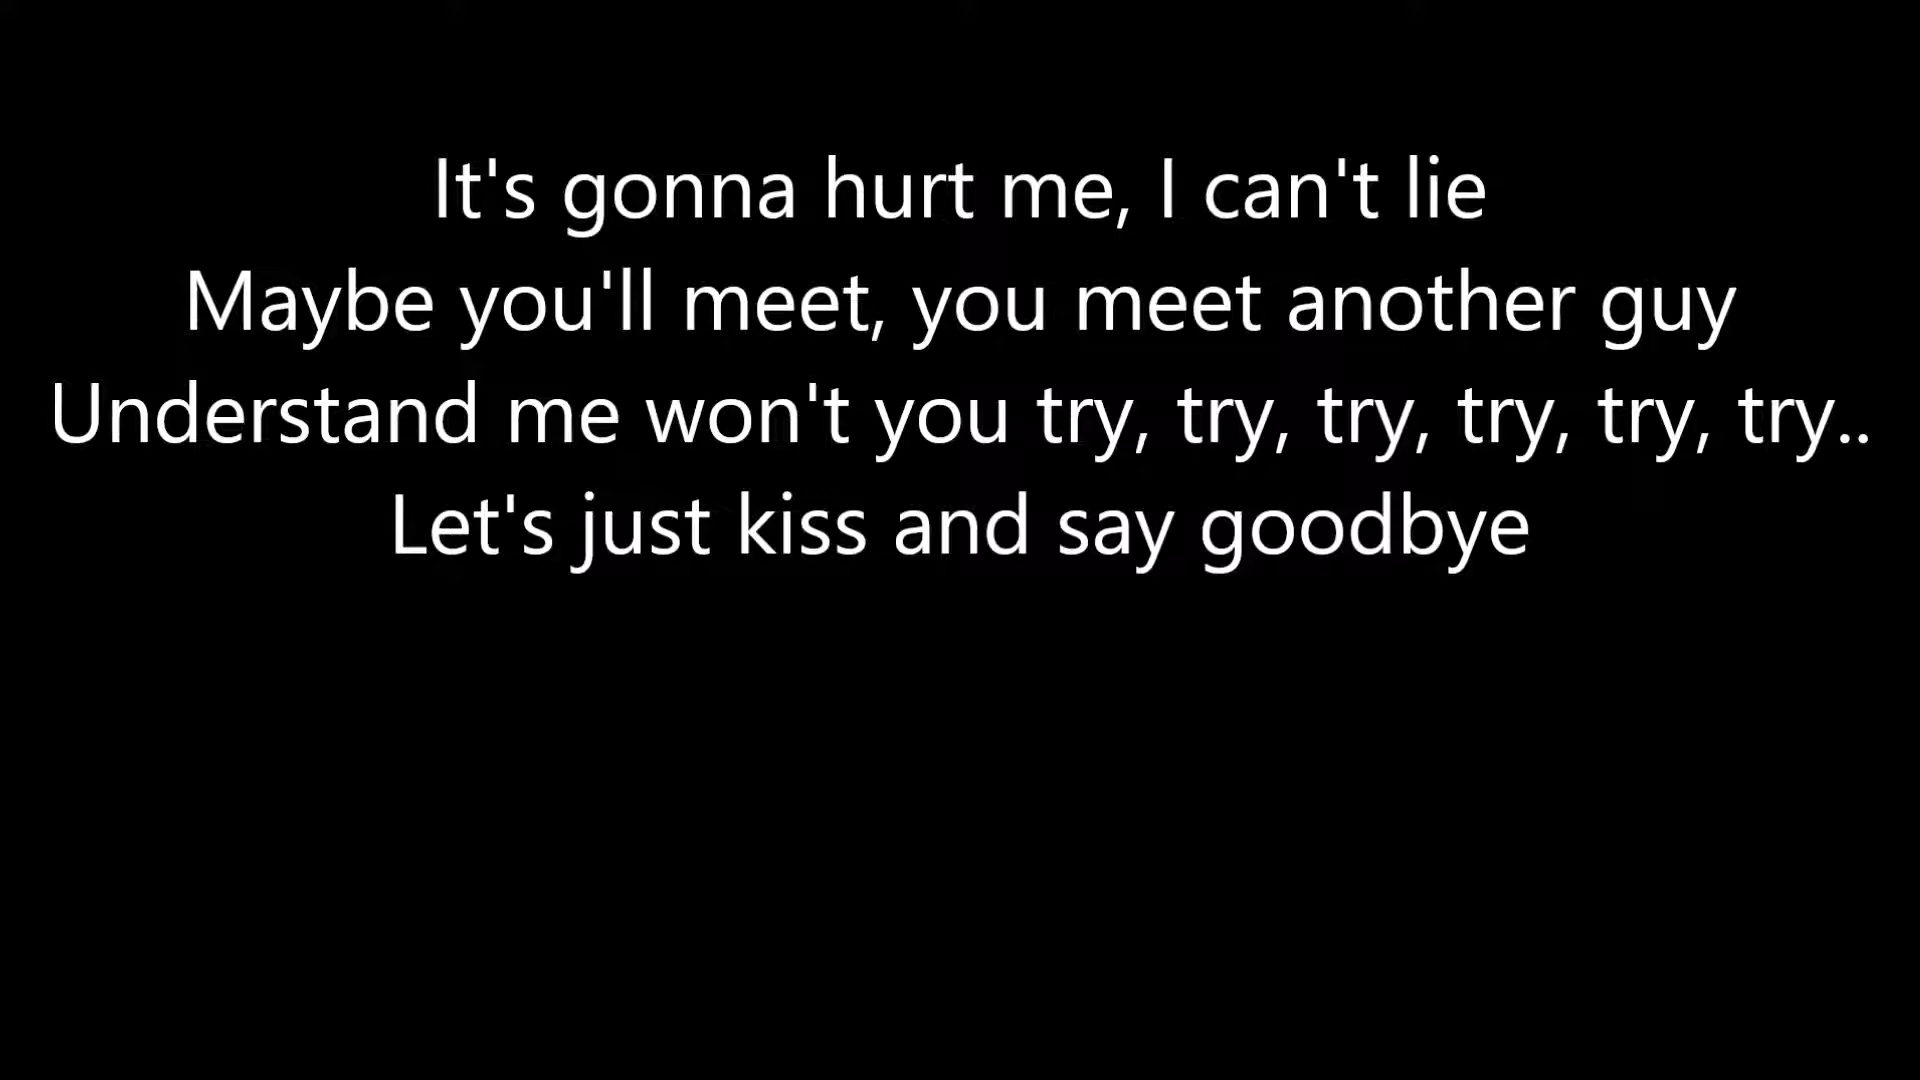 It's gonna hurt me, I can't lie
Maybe you'll meet, you meet another guy
Understand me won't you try, try, try, try, try, try..
Let's just kiss and say goodbye